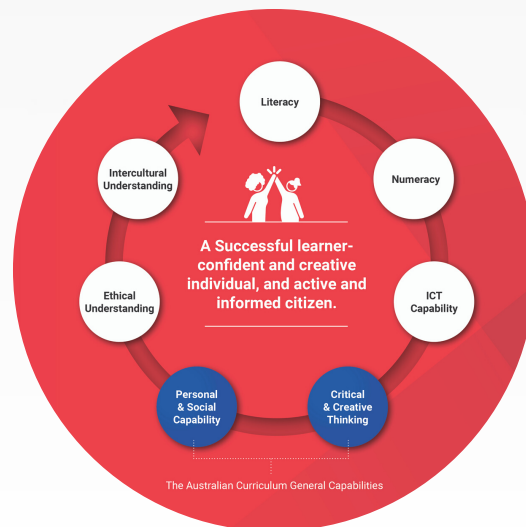 Literacy
Numeracy
ICT
Capability
Critical
& Creative
Thinking
Personal
& Social
Capability
Ethical
Understanding
Intercultural
Understanding
A Successful learner-
confident and creative
individual, and active and
informed citizen.
The Australian Curriculum General Capabilities